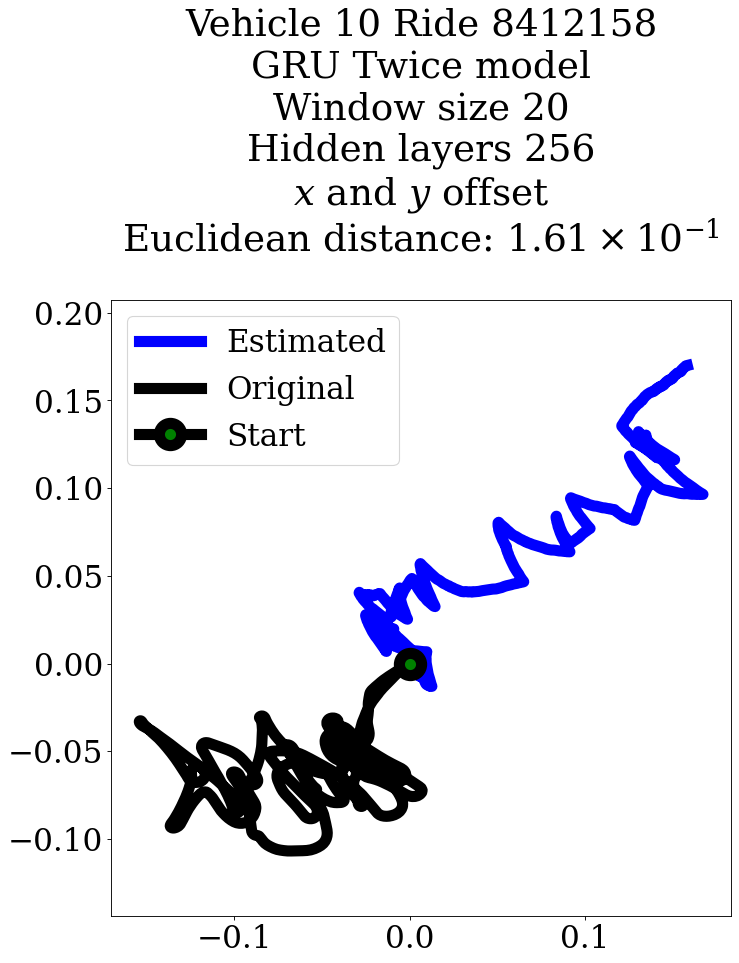 Vehicle 10 Ride 8412158
GRU Twice model
Window size 20
Hidden layers 256
x and y offset
Euclidean distance: 1.61 × 10⁻¹
Estimated
Original
Start
0.20
0.15
0.10
0.05
0.00
−0.05
−0.10
−0.1 0.0 0.1